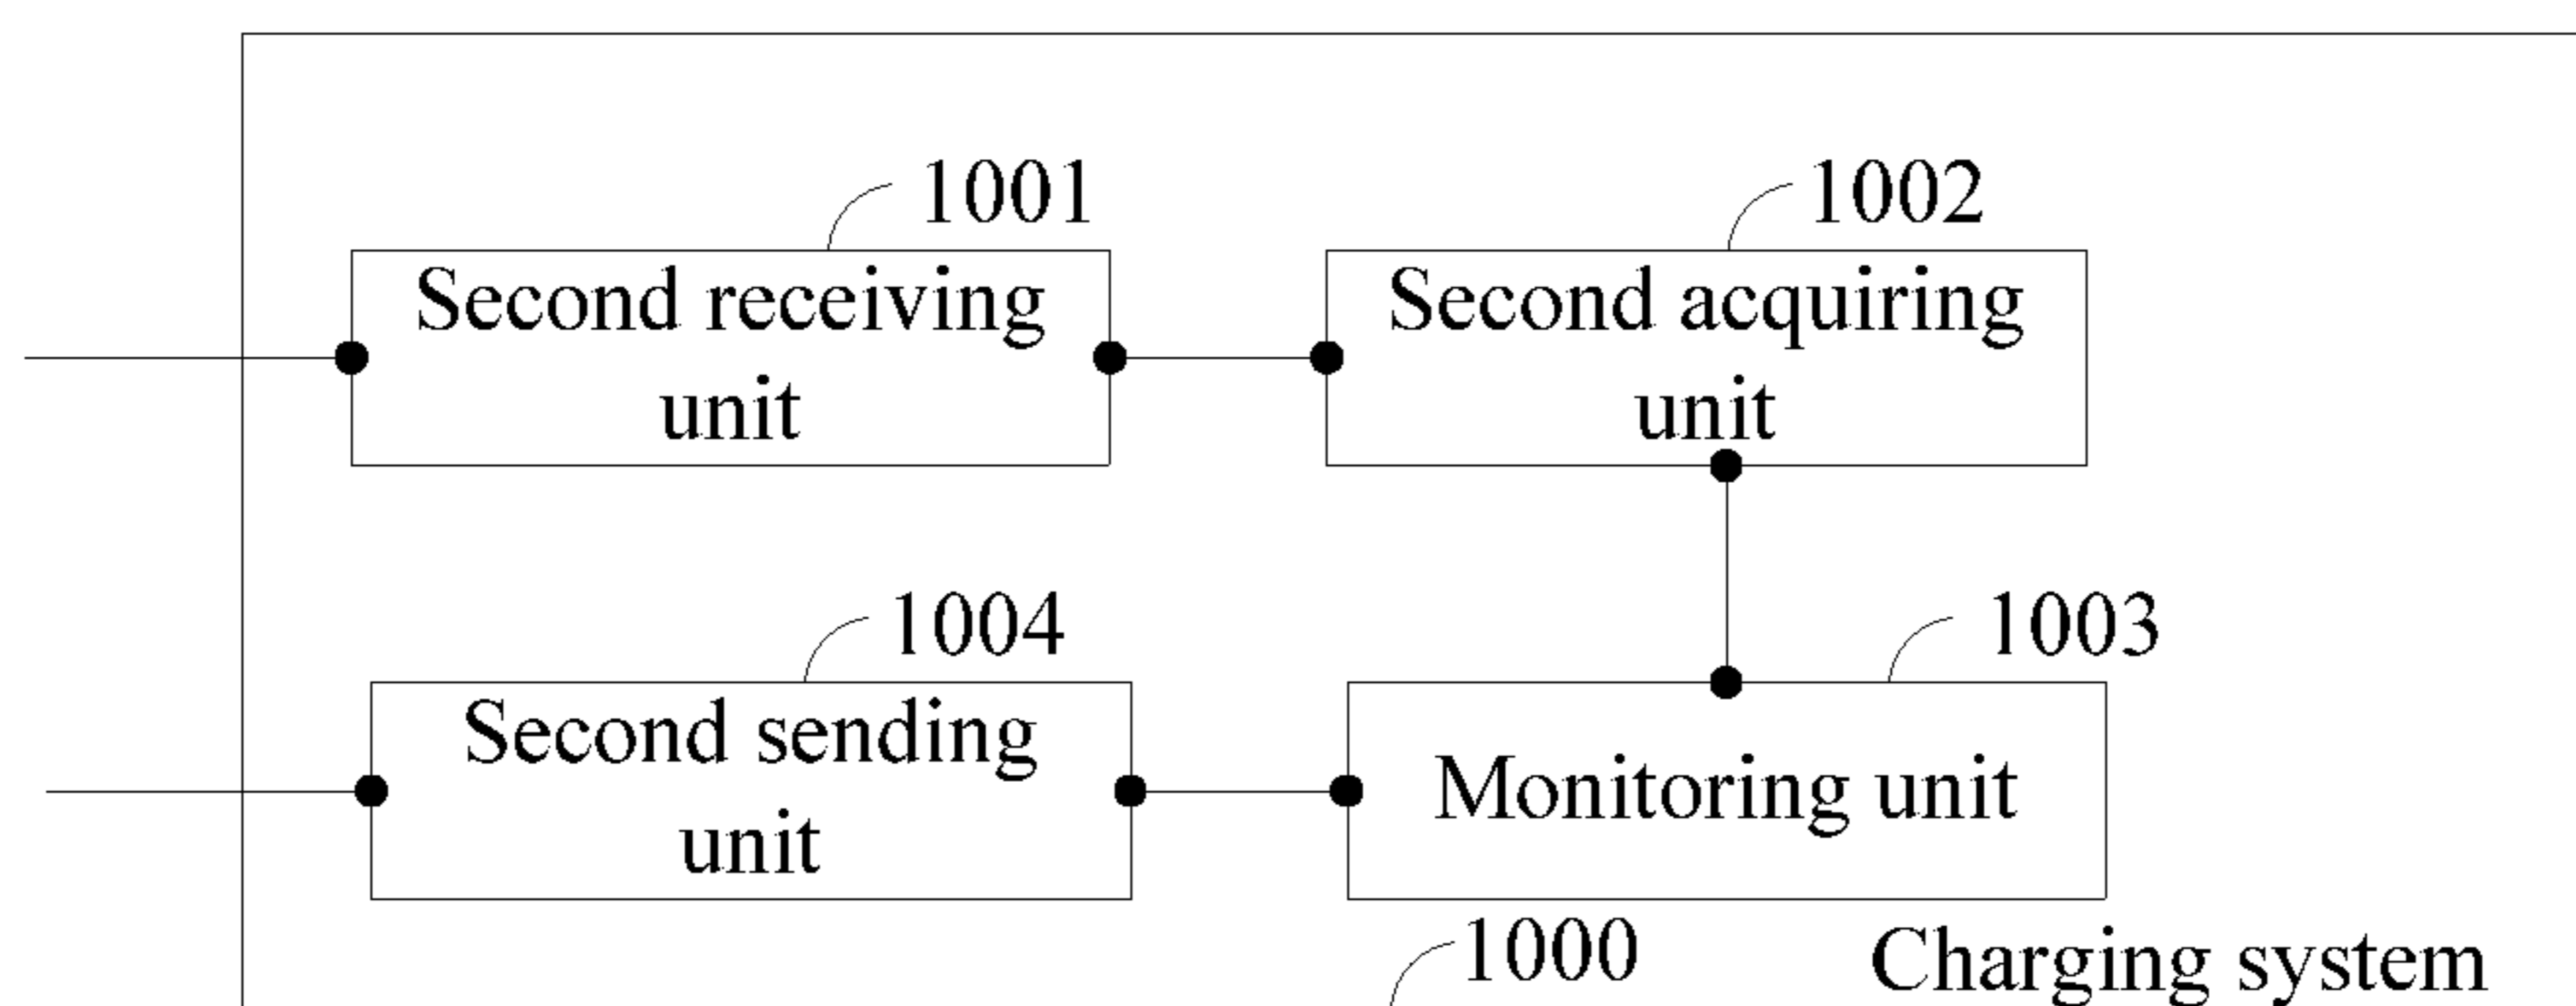 1001
Second receiving
unit
1002
Second acquiring
unit
1004
Second sending
unit
1003
Monitoring unit
1000
Charging system